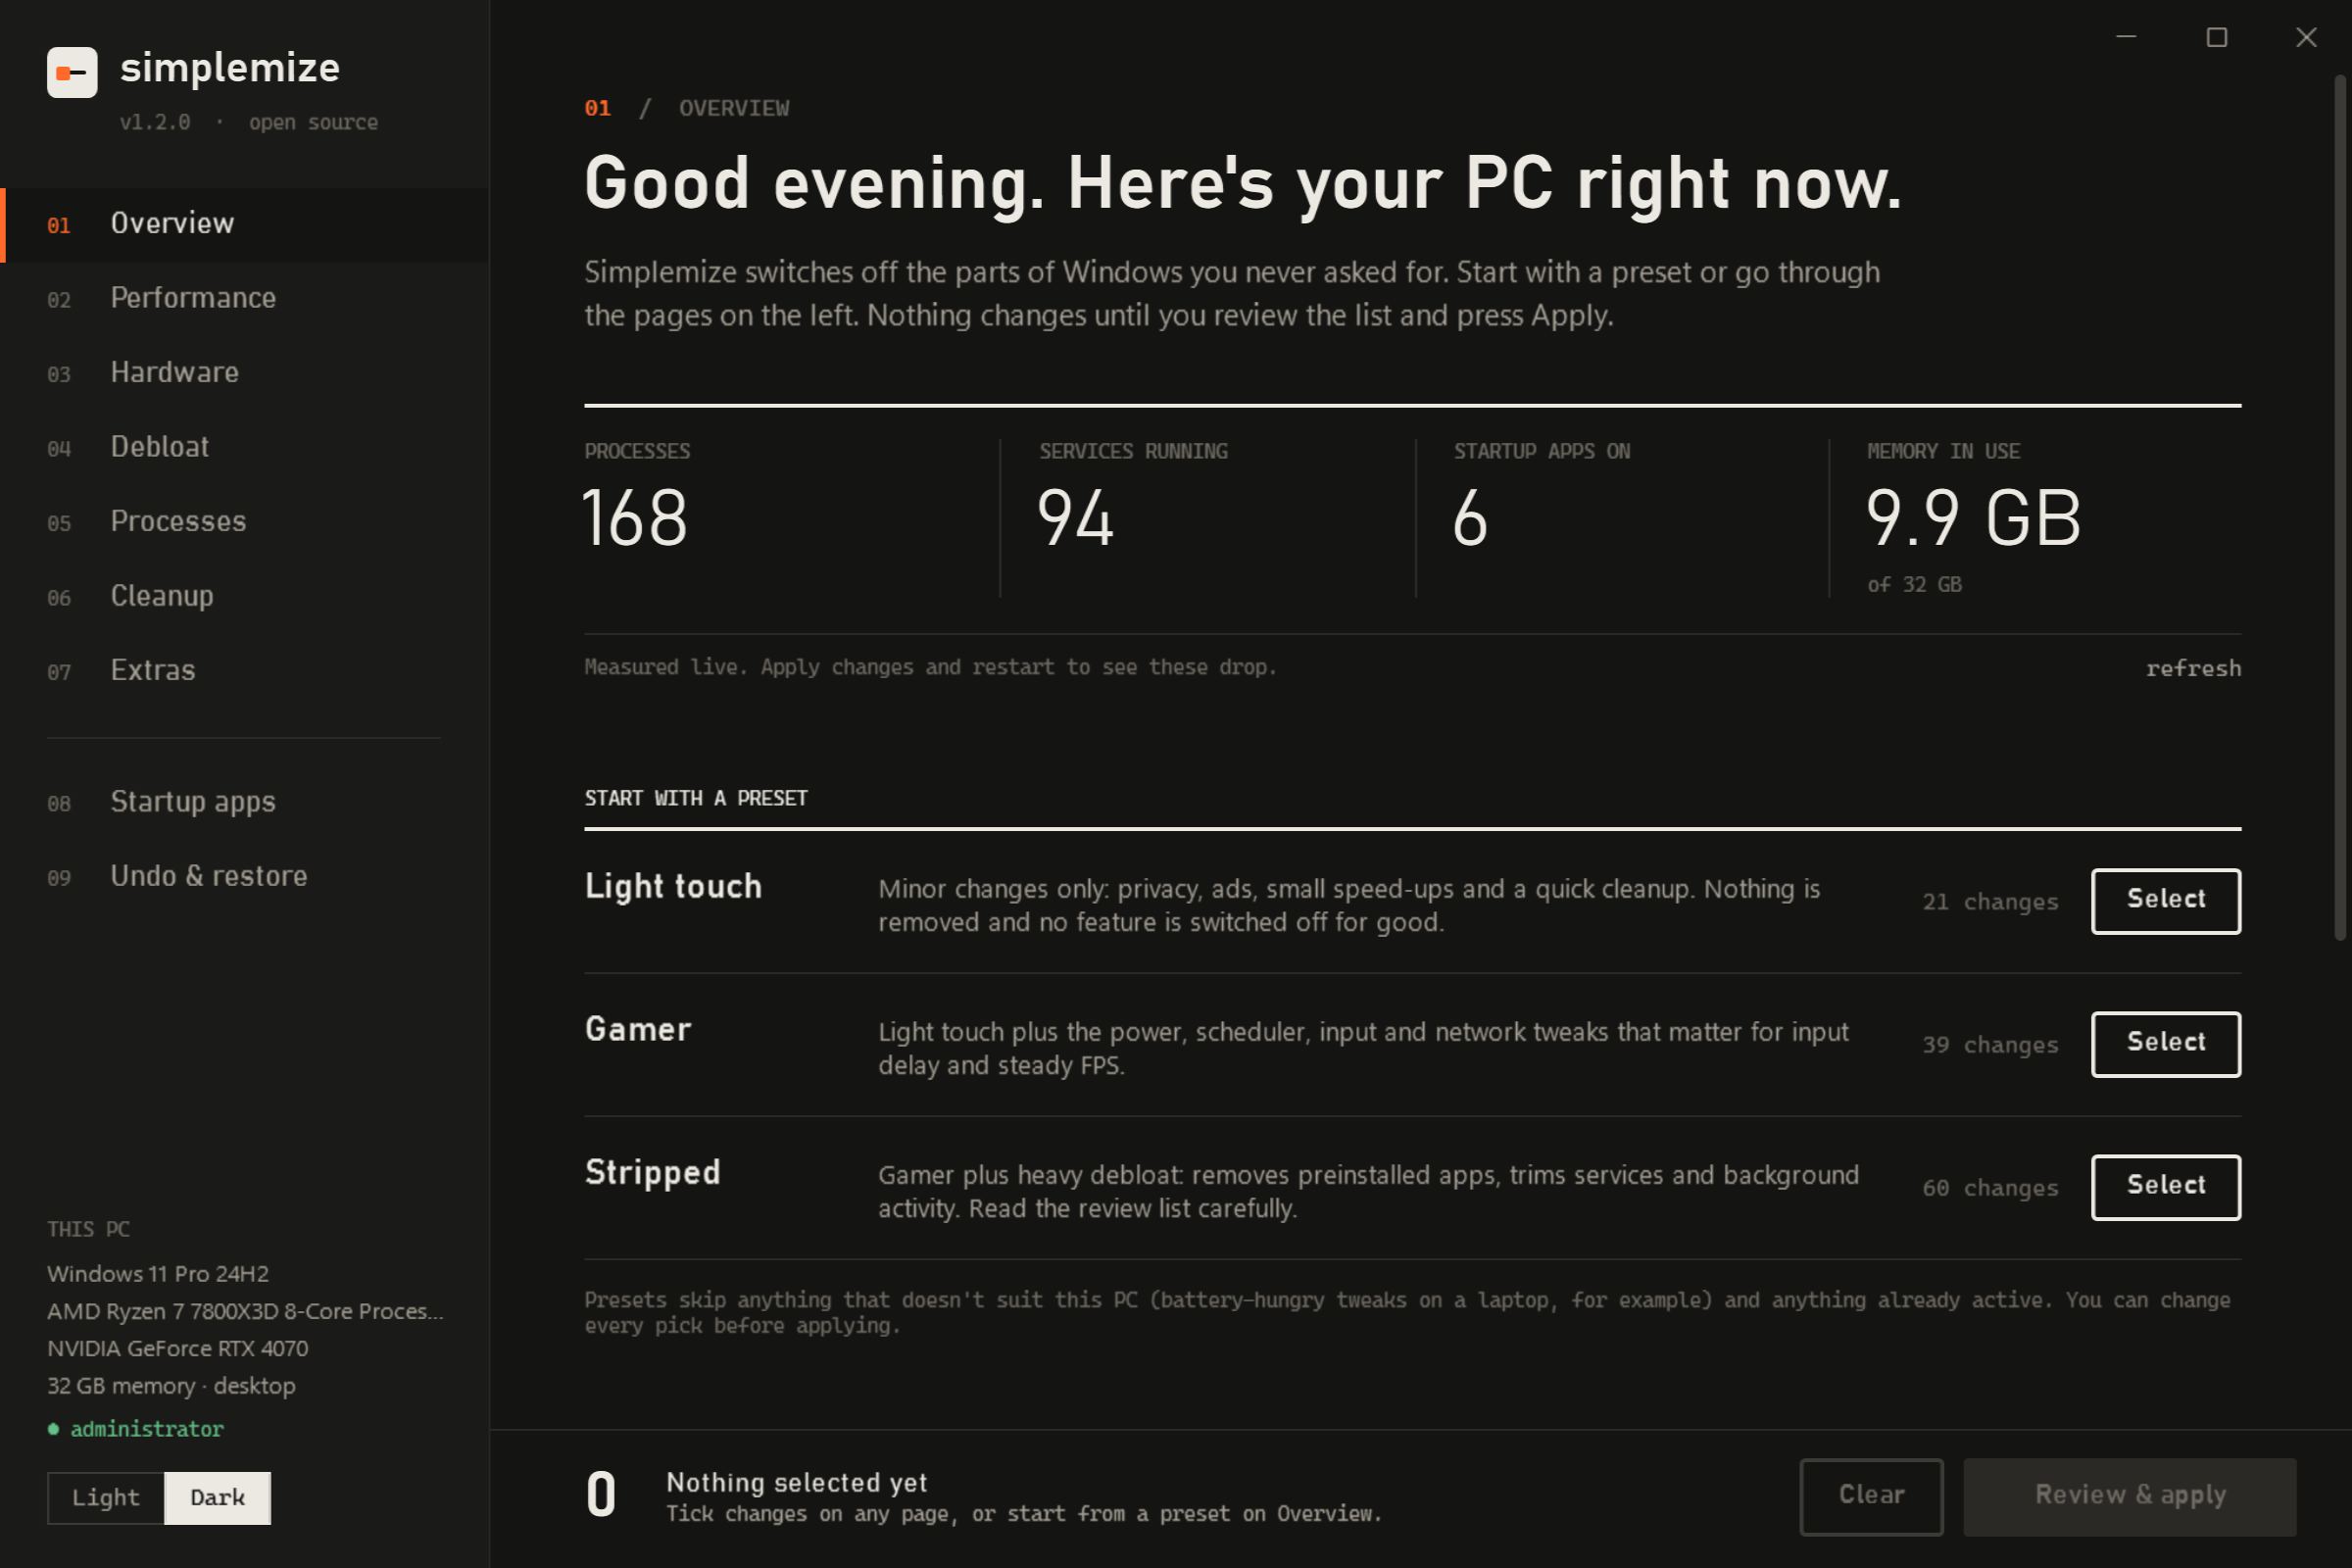 simplemize
v1.2.0 · open source
01 Overview
02 Performance
03 Hardware
04 Debloat
05 Processes
06 Cleanup
07 Extras
08 Startup apps
09 Undo & restore
THIS PC
Windows 11 Pro 24H2
AMD Ryzen 7 7800X3D 8-Core Proces...
NVIDIA GeForce RTX 4070
32 GB memory · desktop
administrator
Light Dark
01 / OVERVIEW
Good evening. Here's your PC right now.
Simplemize switches off the parts of Windows you never asked for. Start with a preset or go through
the pages on the left. Nothing changes until you review the list and press Apply.
PROCESSES
168
SERVICES RUNNING
94
STARTUP APPS ON
6
MEMORY IN USE
9.9 GB
of 32 GB
Measured live. Apply changes and restart to see these drop.
refresh
START WITH A PRESET
Light touch
Minor changes only: privacy, ads, small speed-ups and a quick cleanup. Nothing is
removed and no feature is switched off for good.
21 changes
Select
Gamer
Light touch plus the power, scheduler, input and network tweaks that matter for input
delay and steady FPS.
39 changes
Select
Stripped
Gamer plus heavy debloat: removes preinstalled apps, trims services and background
activity. Read the review list carefully.
60 changes
Select
Presets skip anything that doesn't suit this PC (battery-hungry tweaks on a laptop, for example) and anything already active. You can change
every pick before applying.
0
Nothing selected yet
Tick changes on any page, or start from a preset on Overview.
Clear
Review & apply